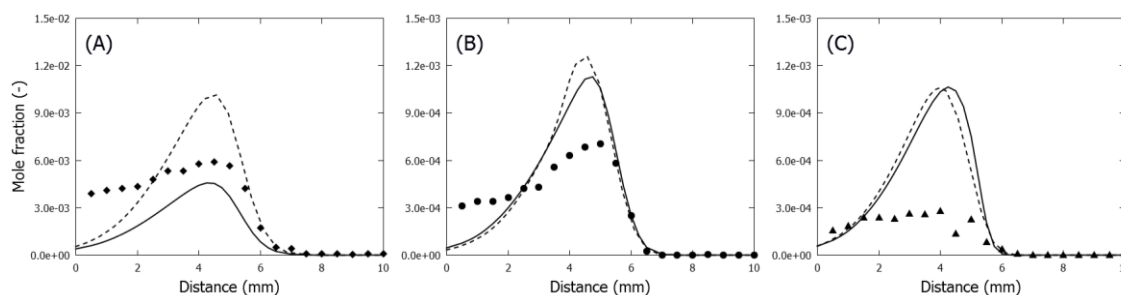 (A)
Mole fraction (-)
1.5e-02
1.2e-02
9.0e-03
6.0e-03
3.0e-03
0.0e+00
0 2 4 6 8 10
Distance (mm)
(B)
1.5e-03
1.2e-03
9.0e-04
6.0e-04
3.0e-04
0.0e+00
0 2 4 6 8 10
Distance (mm)
(C)
1.5e-03
1.2e-03
9.0e-04
6.0e-04
3.0e-04
0.0e+00
0 2 4 6 8 10
Distance (mm)